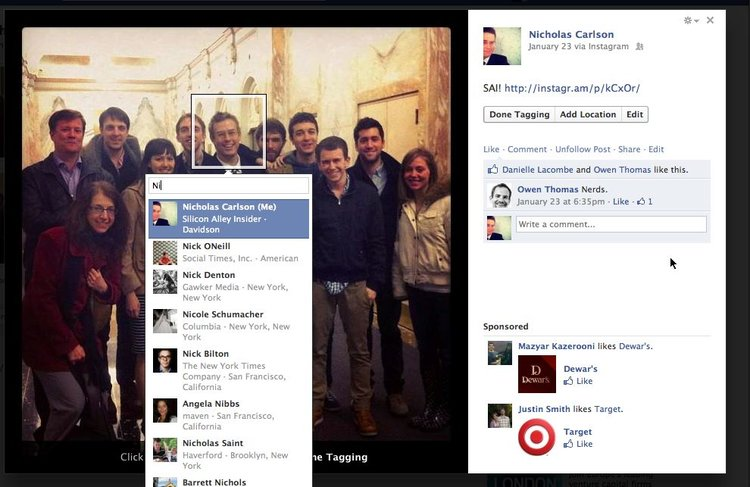 Nicholas Carlson
January 23 via Instagram
SAI! http://instagr.am/p/kCxOr/
Done Tagging Add Location Edit
Like · Comment · Unfollow Post · Share · Edit
Danielle Lacombe and Owen Thomas like this.
Owen Thomas Nerds.
January 23 at 6:35pm · Like · 1
Write a comment...
Ni
Nicholas Carlson (Me)
Silicon Alley Insider ·
Davidson
Nick ONeill
Social Times, Inc. · American
Nick Denton
Gawker Media · New York,
New York
Nicole Schumacher
Columbia · New York, New
York
Nick Bilton
The New York Times
Company · San Francisco,
California
Angela Nibbs
maven · San Francisco,
California
Nicholas Saint
Haverford · Brooklyn, New
York
Barrett Nichols
Click
ne Tagging
Sponsored
Mazyar Kazerooni likes Dewar's.
Dewar's
D
Dewar's
Like
Justin Smith likes Target.
Target
Like
LONDON
venture capital firms